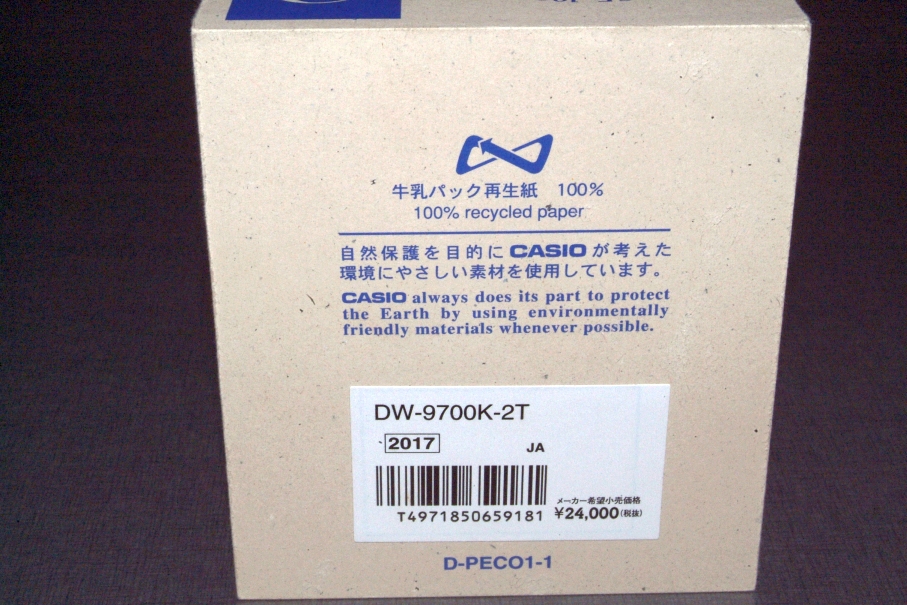 牛乳パック再生紙 100%
100% recycled paper
自然保護を目的にCASIOが考えた
環境にやさしい素材を使用しています。
CASIO always does its part to protect
the Earth by using environmentally
friendly materials whenever possible.
DW-9700K-2T
2017 JA
T4971850659181
メーカー希望小売価格
¥24,000(税抜)
D-PECO1-1